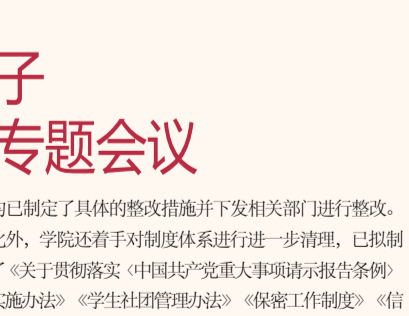 子
专题会议
均已制定了具体的整改措施并下发相关部门进行整改。
此外，学院还着手对制度体系进行进一步清理，已拟制
了《关于贯彻落实〈中国共产党重大事项请示报告条例〉
实施办法》《学生社团管理办法》《保密工作制度》《信